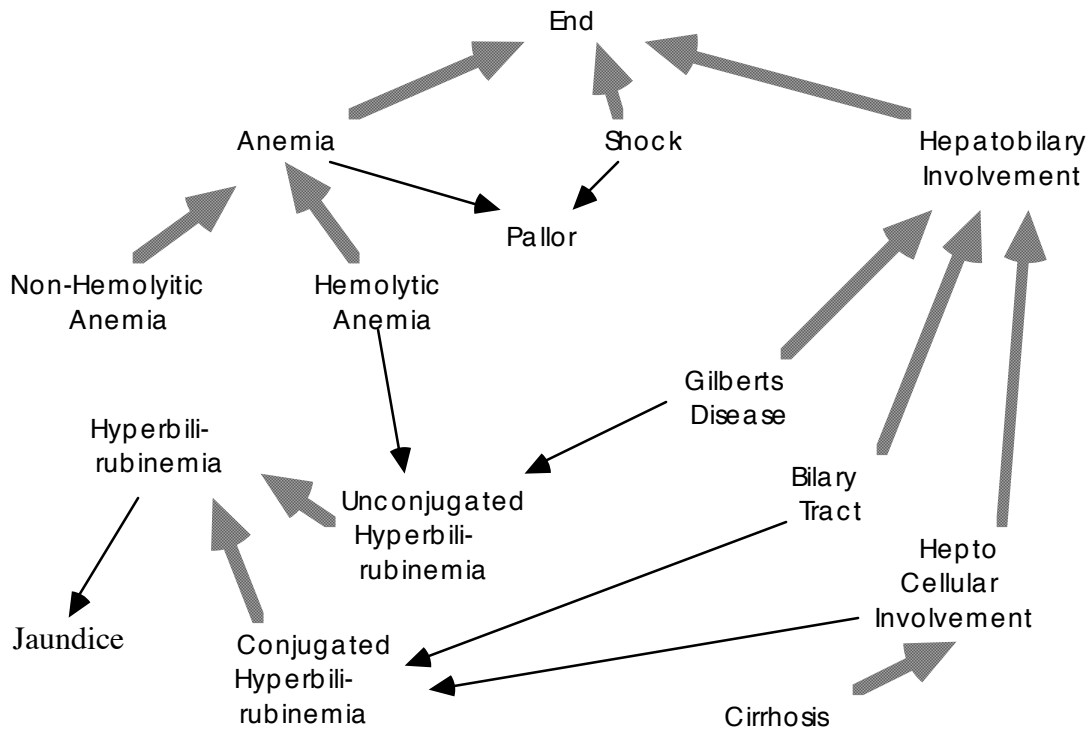 End
Anemia
Shock
Hepatobilary
Involvement
Pallor
Non-Hemolyitic
Anemia
Hemolytic
Anemia
Gilberts
Disease
Hyperbili-
rubinemia
Bilary
Tract
Unconjugated
Hyperbili-
rubinemia
Hepto
Cellular
Involvement
Jaundice
Conjugated
Hyperbili-
rubinemia
Cirrhosis